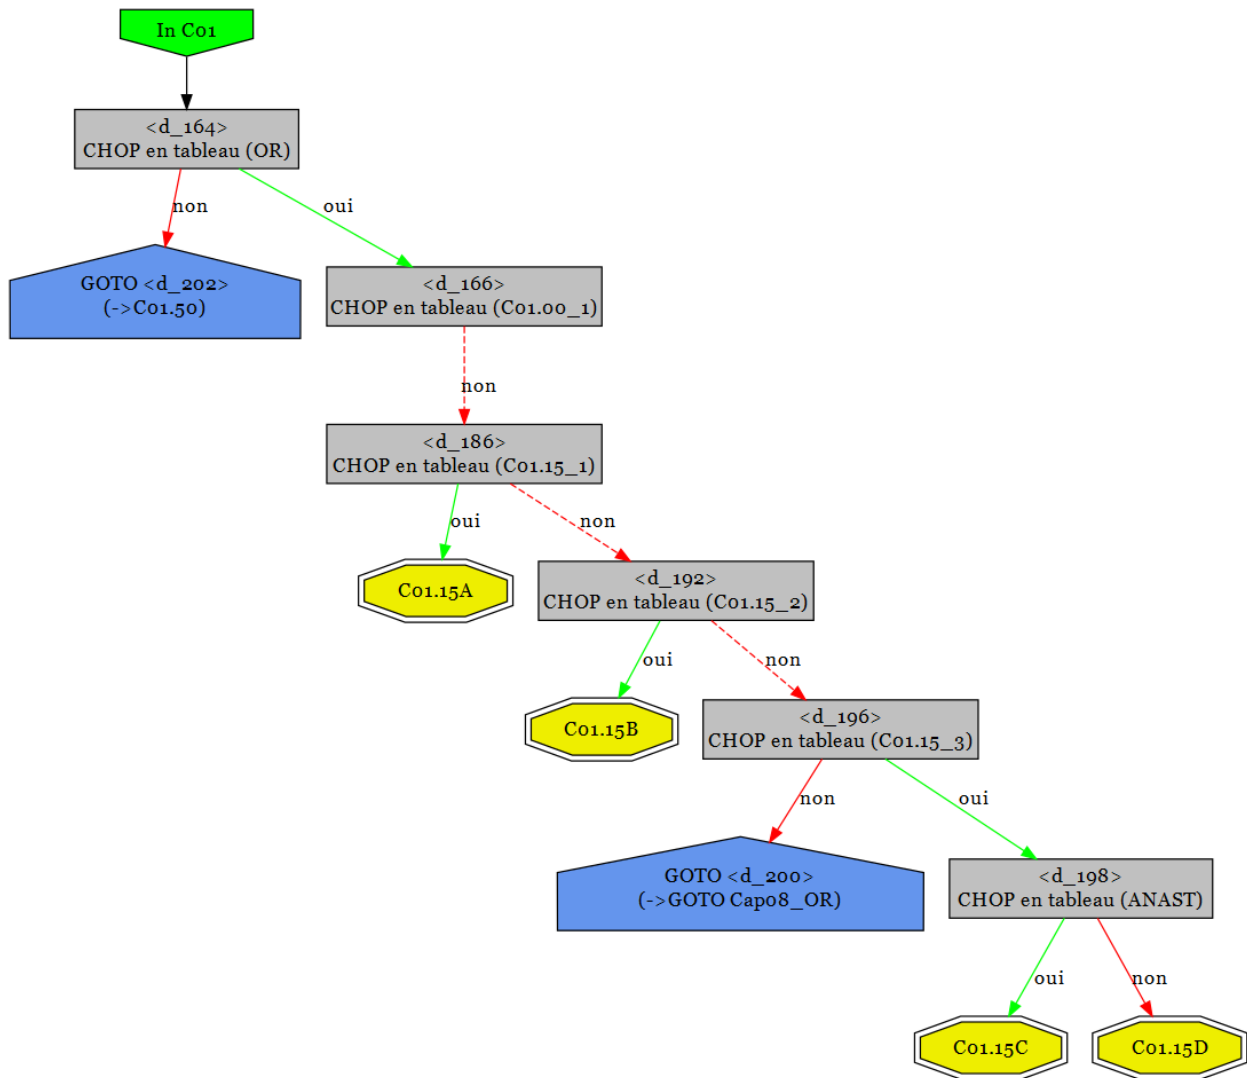 In C01
<d_164>
CHOP en tableau (OR)
non
oui
GOTO <d_202>
(->C01.50)
<d_166>
CHOP en tableau (C01.00_1)
non
<d_186>
CHOP en tableau (C01.15_1)
oui
non
C01.15A
<d_192>
CHOP en tableau (C01.15_2)
oui
non
C01.15B
<d_196>
CHOP en tableau (C01.15_3)
non
oui
GOTO <d_200>
(->GOTO Cap08_OR)
<d_198>
CHOP en tableau (ANAST)
oui
non
C01.15C
C01.15D